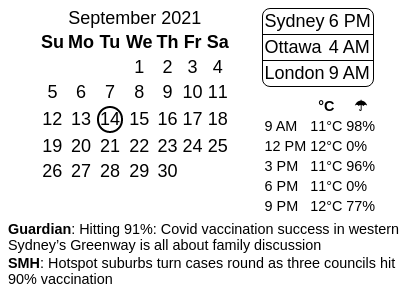 September 2021
Su Mo Tu We Th Fr Sa
1 2 3 4
5 6 7 8 9 10 11
12 13 14 15 16 17 18
19 20 21 22 23 24 25
26 27 28 29 30
Sydney 6 PM
Ottawa 4 AM
London 9 AM
°C ☂
9 AM 11°C 98%
12 PM 12°C 0%
3 PM 11°C 96%
6 PM 11°C 0%
9 PM 12°C 77%
Guardian: Hitting 91%: Covid vaccination success in western
Sydney’s Greenway is all about family discussion
SMH: Hotspot suburbs turn cases round as three councils hit
90% vaccination